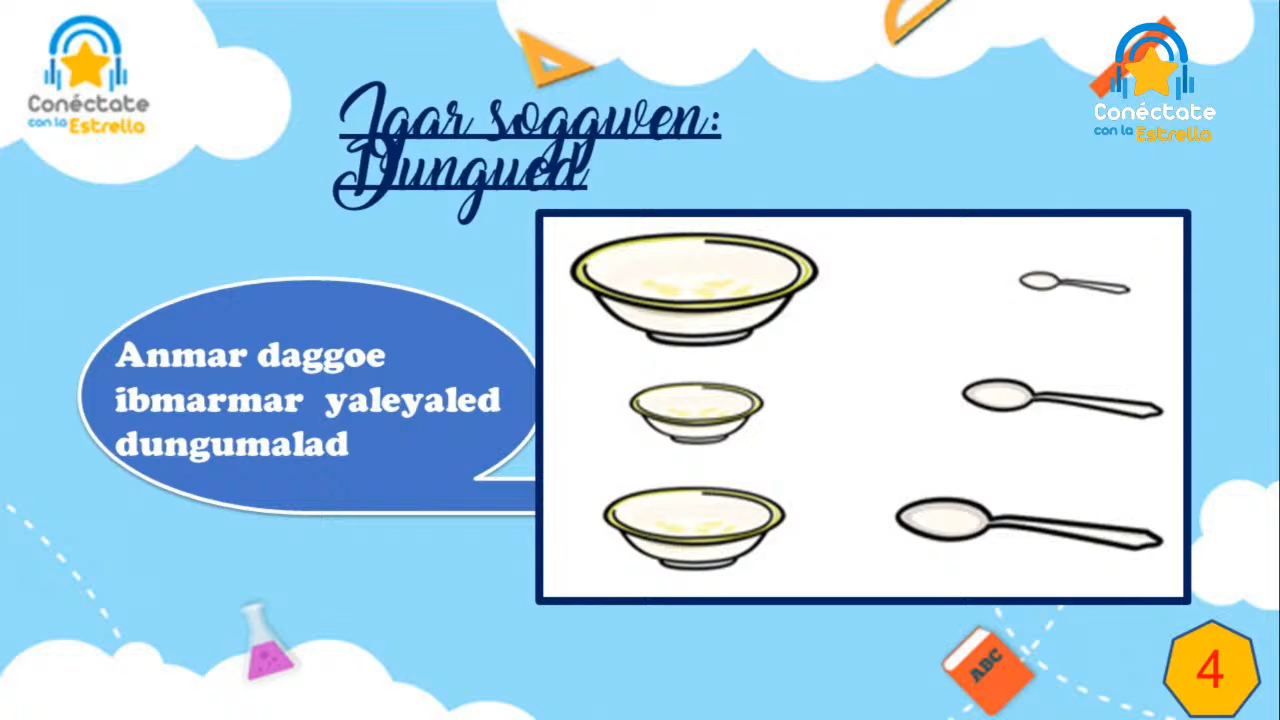 Conéctate
con la Estrella
Conéctate
con la Estrella
Igar soggwen:
Dungued
Anmar daggoe
ibmarmar yaleyaled
dungumalad
ABC
4